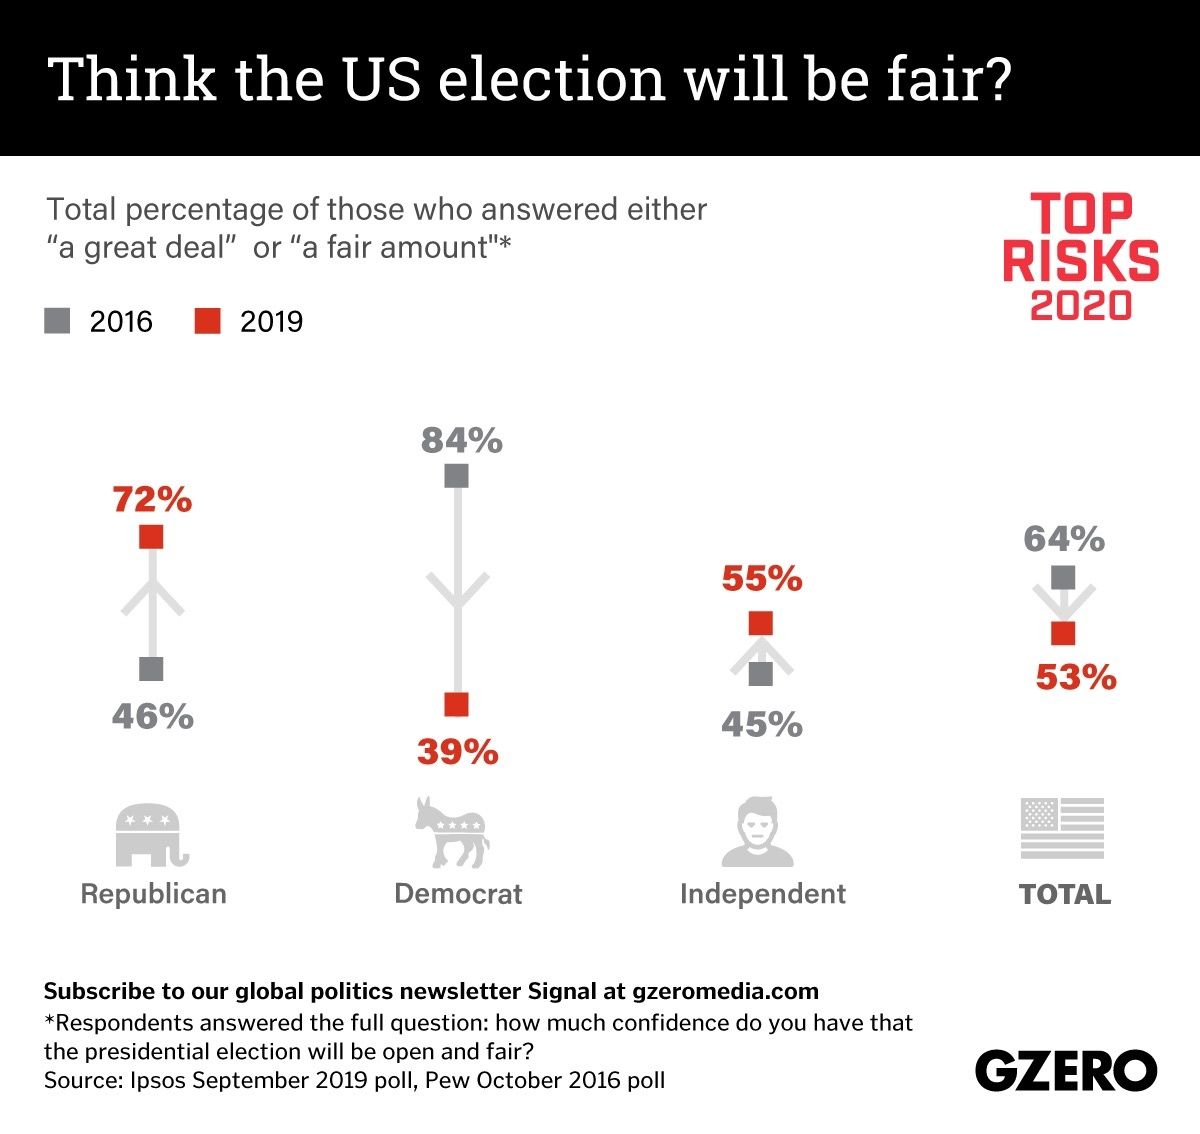 Think the US election will be fair?
Total percentage of those who answered either
“a great deal”  or “a fair amount"*
TOP
RISKS
2020
2016
2019
72%
46%
84%
39%
55%
45%
64%
53%
Republican
Democrat
Independent
TOTAL
Subscribe to our global politics newsletter Signal at gzeromedia.com
*Respondents answered the full question: how much confidence do you have that
the presidential election will be open and fair?
Source: Ipsos September 2019 poll, Pew October 2016 poll
GZERO